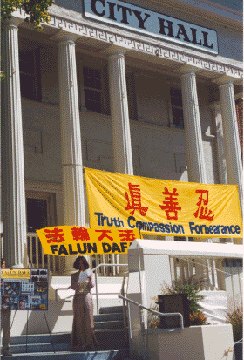 CITY HALL
真善忍
Truth Compassion Forbearance
法輪大法
FALUN DAFA